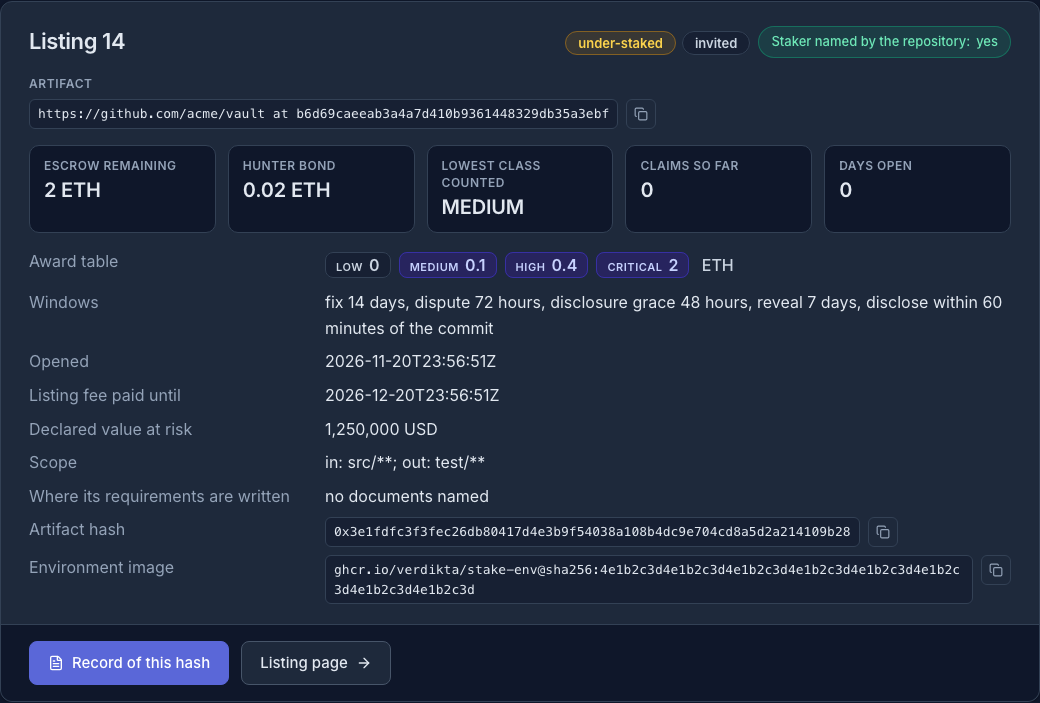 Listing 14
under-staked
invited
Staker named by the repository: yes
ARTIFACT
https://github.com/acme/vault at b6d69caeeab3a4a7d410b9361448329db35a3ebf
ESCROW REMAINING
2 ETH
HUNTER BOND
0.02 ETH
LOWEST CLASS
COUNTED
MEDIUM
CLAIMS SO FAR
0
DAYS OPEN
0
Award table
LOW 0
MEDIUM 0.1
HIGH 0.4
CRITICAL 2
ETH
Windows
fix 14 days, dispute 72 hours, disclosure grace 48 hours, reveal 7 days, disclose within 60
minutes of the commit
Opened
2026-11-20T23:56:51Z
Listing fee paid until
2026-12-20T23:56:51Z
Declared value at risk
1,250,000 USD
Scope
in: src/**; out: test/**
Where its requirements are written
no documents named
Artifact hash
0x3e1fdfc3f3fec26db80417d4e3b9f54038a108b4dc9e704cd8a5d2a214109b28
Environment image
ghcr.io/verdikta/stake-env@sha256:4e1b2c3d4e1b2c3d4e1b2c3d4e1b2c3d4e1b2c3d4e1b2c
3d4e1b2c3d4e1b2c3d
Record of this hash
Listing page →